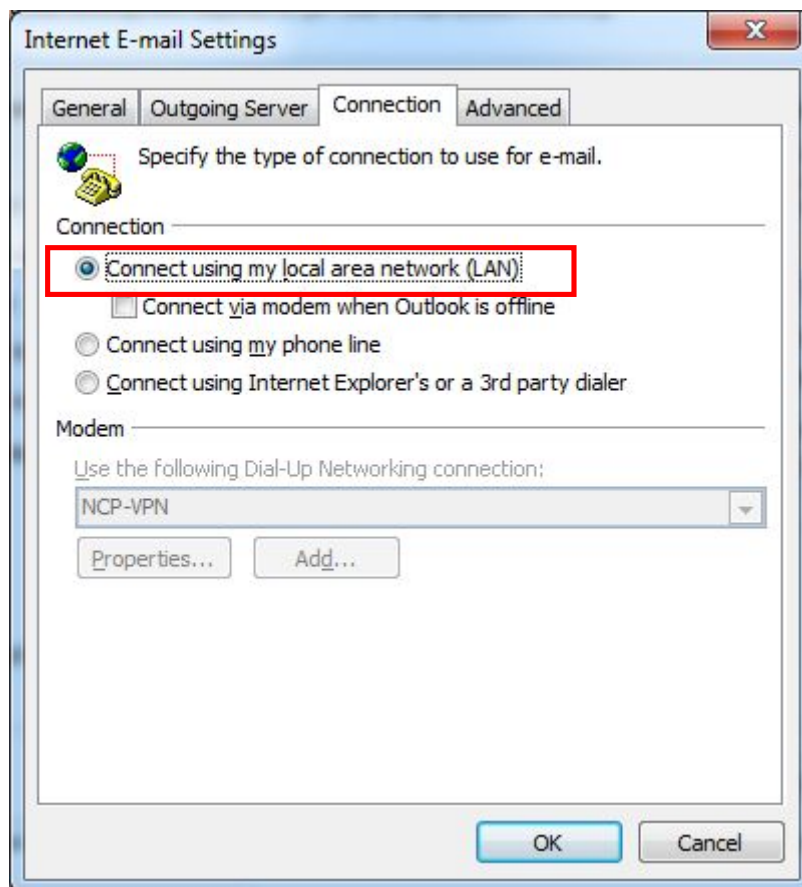 Internet E-mail Settings
General Outgoing Server Connection Advanced
Specify the type of connection to use for e-mail.
Connection
Connect using my local area network (LAN)
Connect via modem when Outlook is offline
Connect using my phone line
Connect using Internet Explorer's or a 3rd party dialer
Modem
Use the following Dial-Up Networking connection:
NCP-VPN
Properties... Add...
OK Cancel